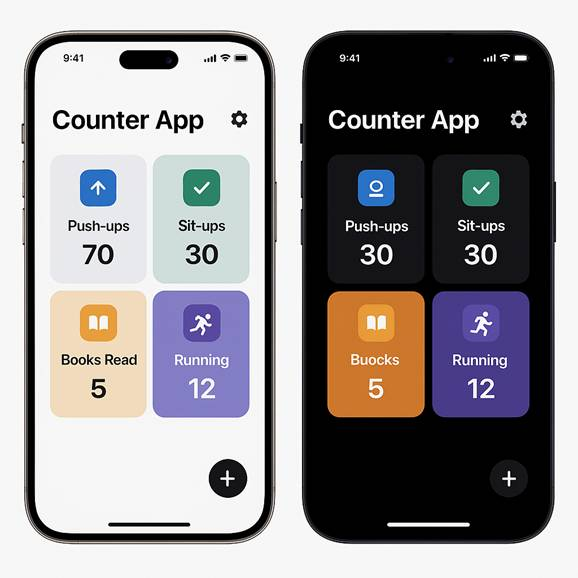 9:41
Counter App
Push-ups
70
Sit-ups
30
Books Read
5
Running
12
9:41
Counter App
Push-ups
30
Sit-ups
30
Buocks
5
Running
12